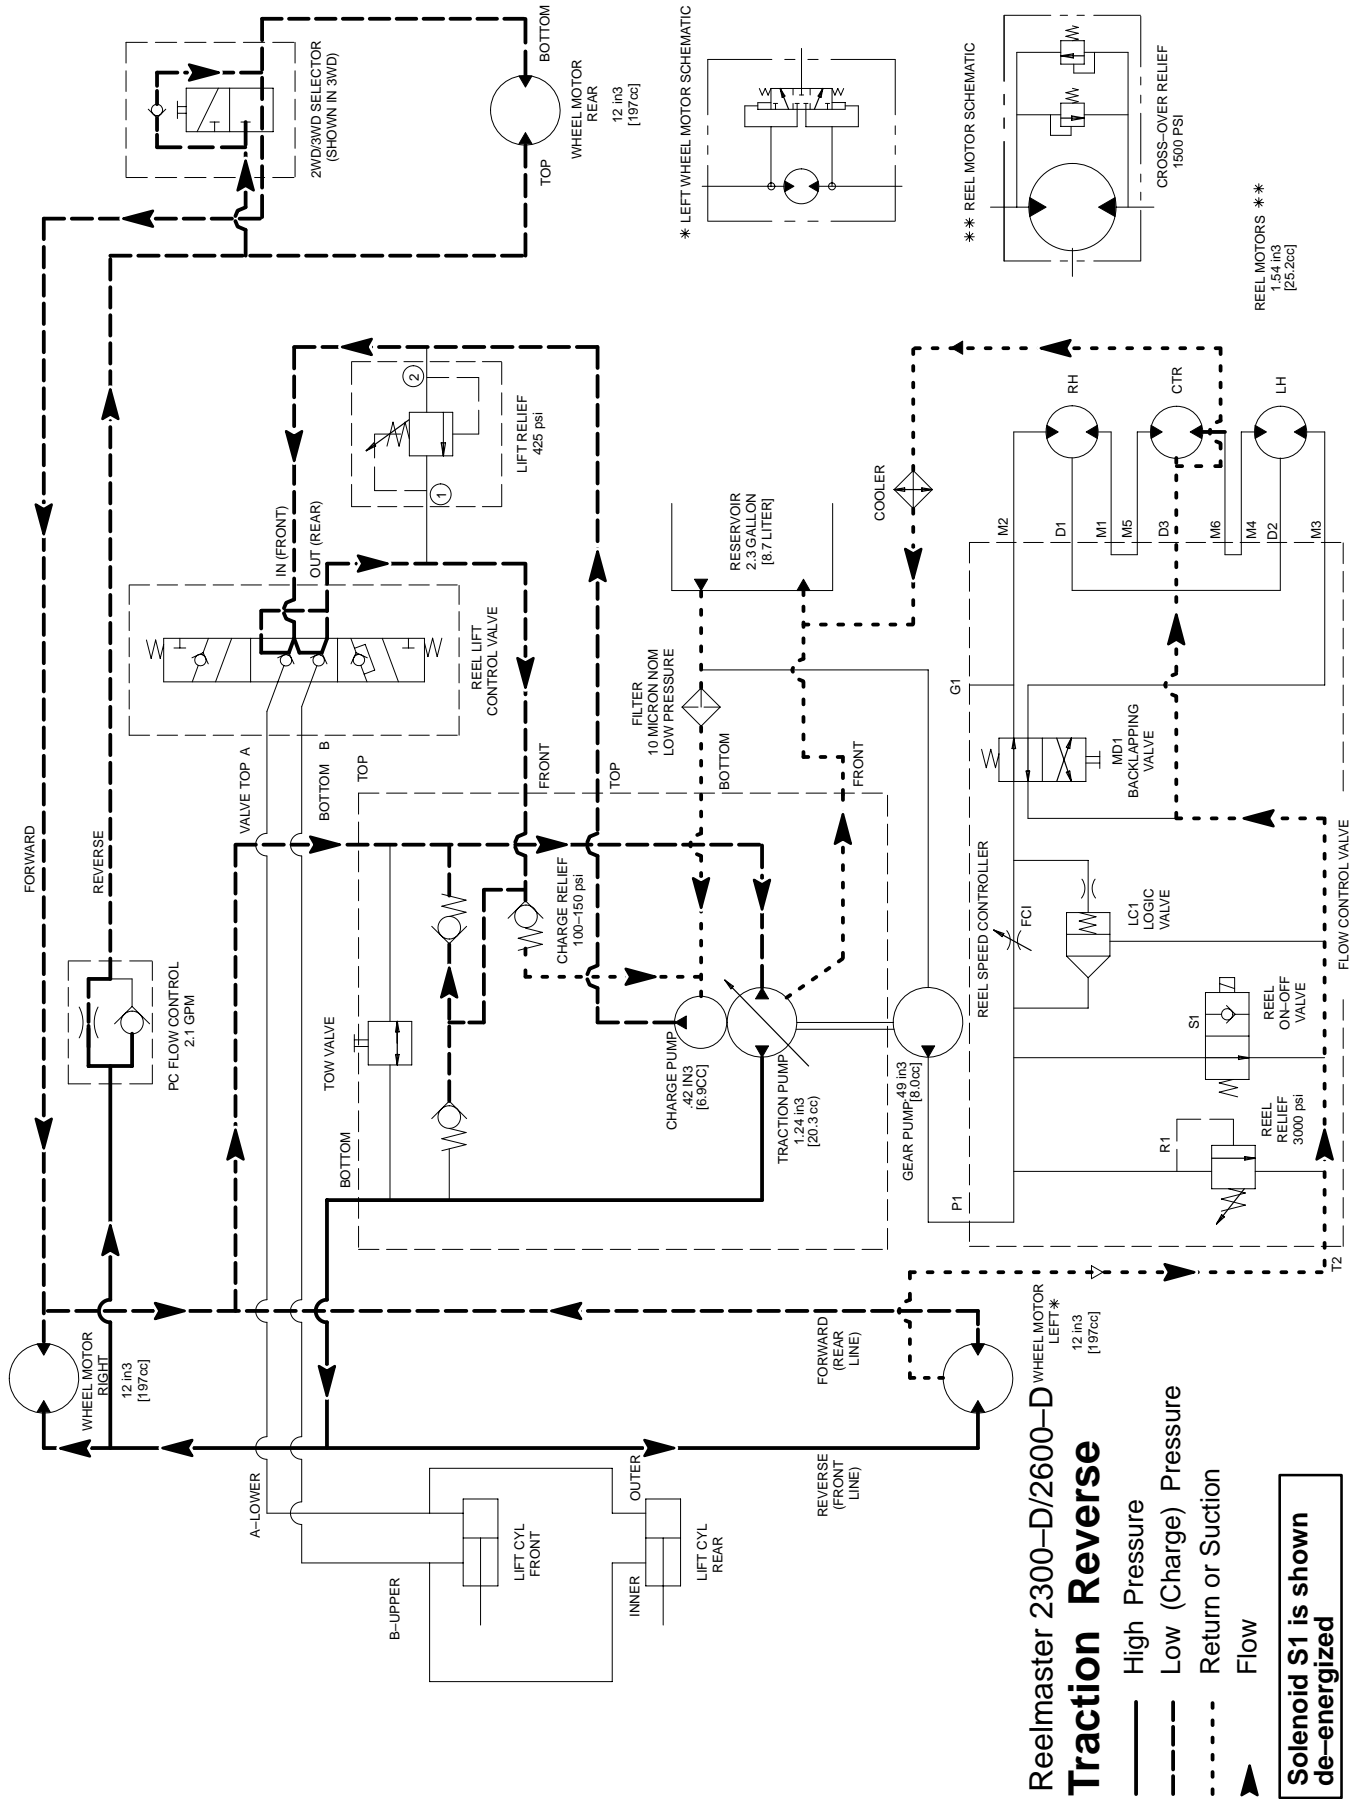 Reelmaster 2300–D/2600–D
Traction Reverse
High Pressure
Low (Charge) Pressure
Return or Suction
Flow
Solenoid S1 is shown
de–energized
FORWARD
REVERSE
WHEEL MOTOR
RIGHT
12 in3
[197cc]
PC FLOW CONTROL
2.1 GPM
2WD/3WD SELECTOR
(SHOWN IN 3WD)
BOTTOM
TOP
WHEEL MOTOR
REAR
12 in3
[197cc]
A–LOWER
B–UPPER
LIFT CYL
FRONT
OUTER
INNER
LIFT CYL
REAR
VALVE TOP A
BOTTOM B
REEL LIFT
CONTROL VALVE
IN (FRONT)
OUT (REAR)
1
2
LIFT RELIEF
425 psi
* LEFT WHEEL MOTOR SCHEMATIC
** REEL MOTOR SCHEMATIC
CROSS–OVER RELIEF
1500 PSI
BOTTOM
TOP
TOW VALVE
CHARGE RELIEF
100–150 psi
FRONT
TOP
BOTTOM
FRONT
FILTER
10 MICRON NOM
LOW PRESSURE
RESERVOIR
2.3 GALLON
[8.7 LITER]
CHARGE PUMP
.42 IN3
[6.9CC]
TRACTION PUMP
1.24 in3
[20.3 cc)
GEAR PUMP
.49 in3
[8.0cc]
COOLER
REVERSE
(FRONT
LINE)
FORWARD
(REAR
LINE)
WHEEL MOTOR
LEFT*
12 in3
[197cc]
P1
G1
T2
REEL SPEED CONTROLLER
FCI
R1
REEL
RELIEF
3000 psi
S1
REEL
ON–OFF
VALVE
LC1
LOGIC
VALVE
MD1
BACKLAPPING
VALVE
FLOW CONTROL VALVE
M2
D1
M1
M5
D3
M6
M4
D2
M3
RH
CTR
LH
REEL MOTORS **
1.54 in3
[25.2cc]